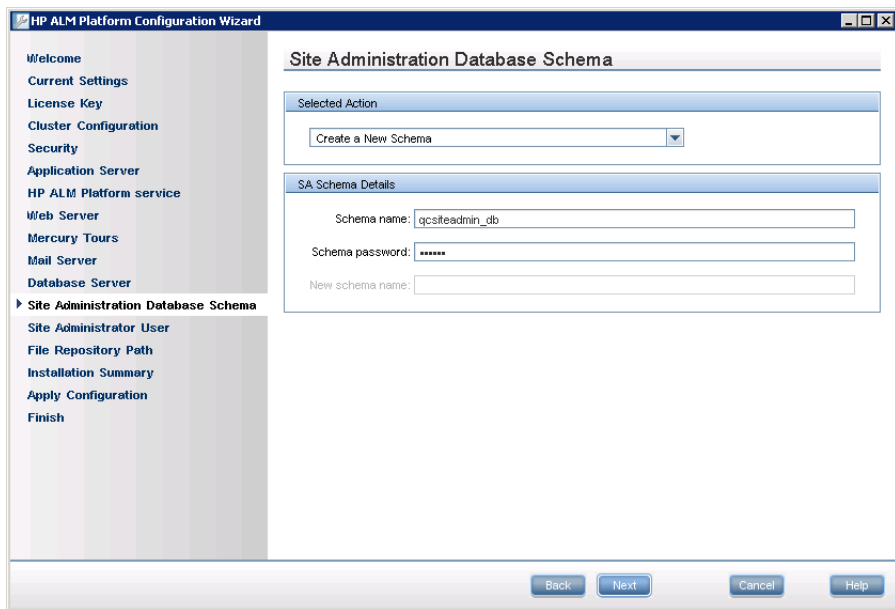 HP ALM Platform Configuration Wizard
Welcome
Current Settings
License Key
Cluster Configuration
Security
Application Server
HP ALM Platform service
Web Server
Mercury Tours
Mail Server
Database Server
Site Administration Database Schema
Site Administrator User
File Repository Path
Installation Summary
Apply Configuration
Finish
Site Administration Database Schema
Selected Action
Create a New Schema
SA Schema Details
Schema name: qcsiteadmin_db
Schema password: ••••••
New schema name:
Back Next Cancel Help